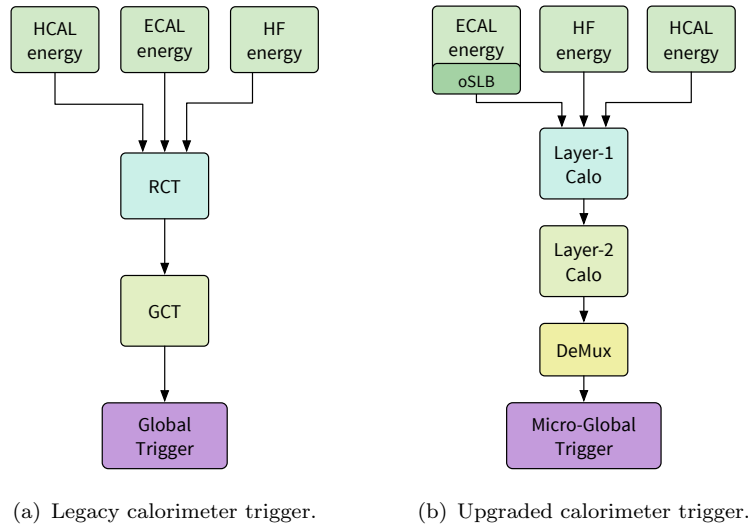 HCAL
energy
ECAL
energy
HF
energy
RCT
GCT
Global
Trigger
(a) Legacy calorimeter trigger.
ECAL
energy
oSLB
HF
energy
HCAL
energy
Layer-1
Calo
Layer-2
Calo
DeMux
Micro-Global
Trigger
(b) Upgraded calorimeter trigger.